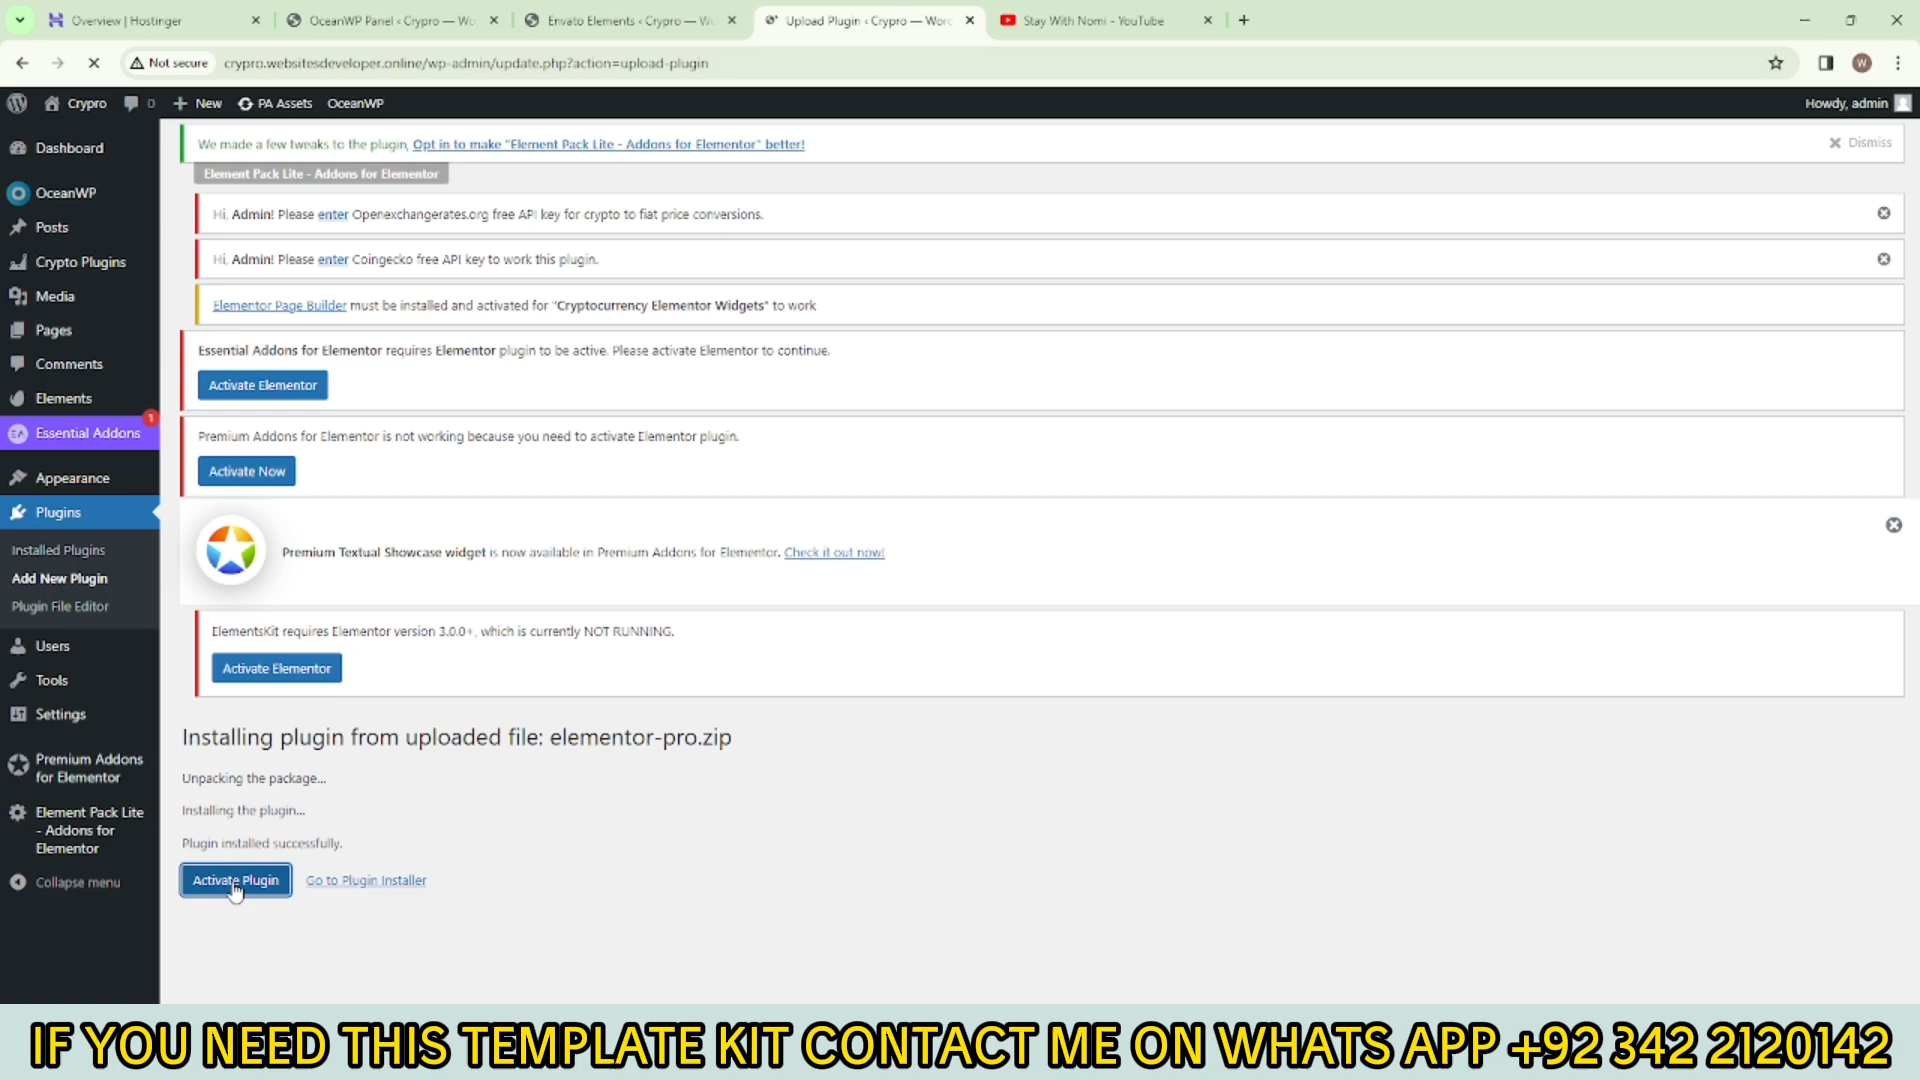 Overview | Hostinger
OceanWP Panel ‹ Crypro — Wo
Envato Elements ‹ Crypro — W
Upload Plugin ‹ Crypro — Word
Stay With Nomi - YouTube
Not secure
crypro.websitesdeveloper.online/wp-admin/update.php?action=upload-plugin
W
Crypro
0
New
PA Assets
OceanWP
Howdy, admin
Dashboard
OceanWP
Posts
Crypto Plugins
Media
Pages
Comments
Elements
Essential Addons
1
Appearance
Plugins
Installed Plugins
Add New Plugin
Plugin File Editor
Users
Tools
Settings
Premium Addons
for Elementor
Element Pack Lite
- Addons for
Elementor
Collapse menu
We made a few tweaks to the plugin, Opt in to make "Element Pack Lite - Addons for Elementor" better!
Dismiss
Element Pack Lite - Addons for Elementor
Hi, Admin! Please enter Openexchangerates.org free API key for crypto to fiat price conversions.
Hi, Admin! Please enter Coingecko free API key to work this plugin.
Elementor Page Builder must be installed and activated for "Cryptocurrency Elementor Widgets" to work
Essential Addons for Elementor requires Elementor plugin to be active. Please activate Elementor to continue.
Activate Elementor
Premium Addons for Elementor is not working because you need to activate Elementor plugin.
Activate Now
Premium Textual Showcase widget is now available in Premium Addons for Elementor. Check it out now!
ElementsKit requires Elementor version 3.0.0+, which is currently NOT RUNNING.
Activate Elementor
Installing plugin from uploaded file: elementor-pro.zip
Unpacking the package...
Installing the plugin...
Plugin installed successfully.
Activate Plugin
Go to Plugin Installer
IF YOU NEED THIS TEMPLATE KIT CONTACT ME ON WHATS APP +92 342 2120142